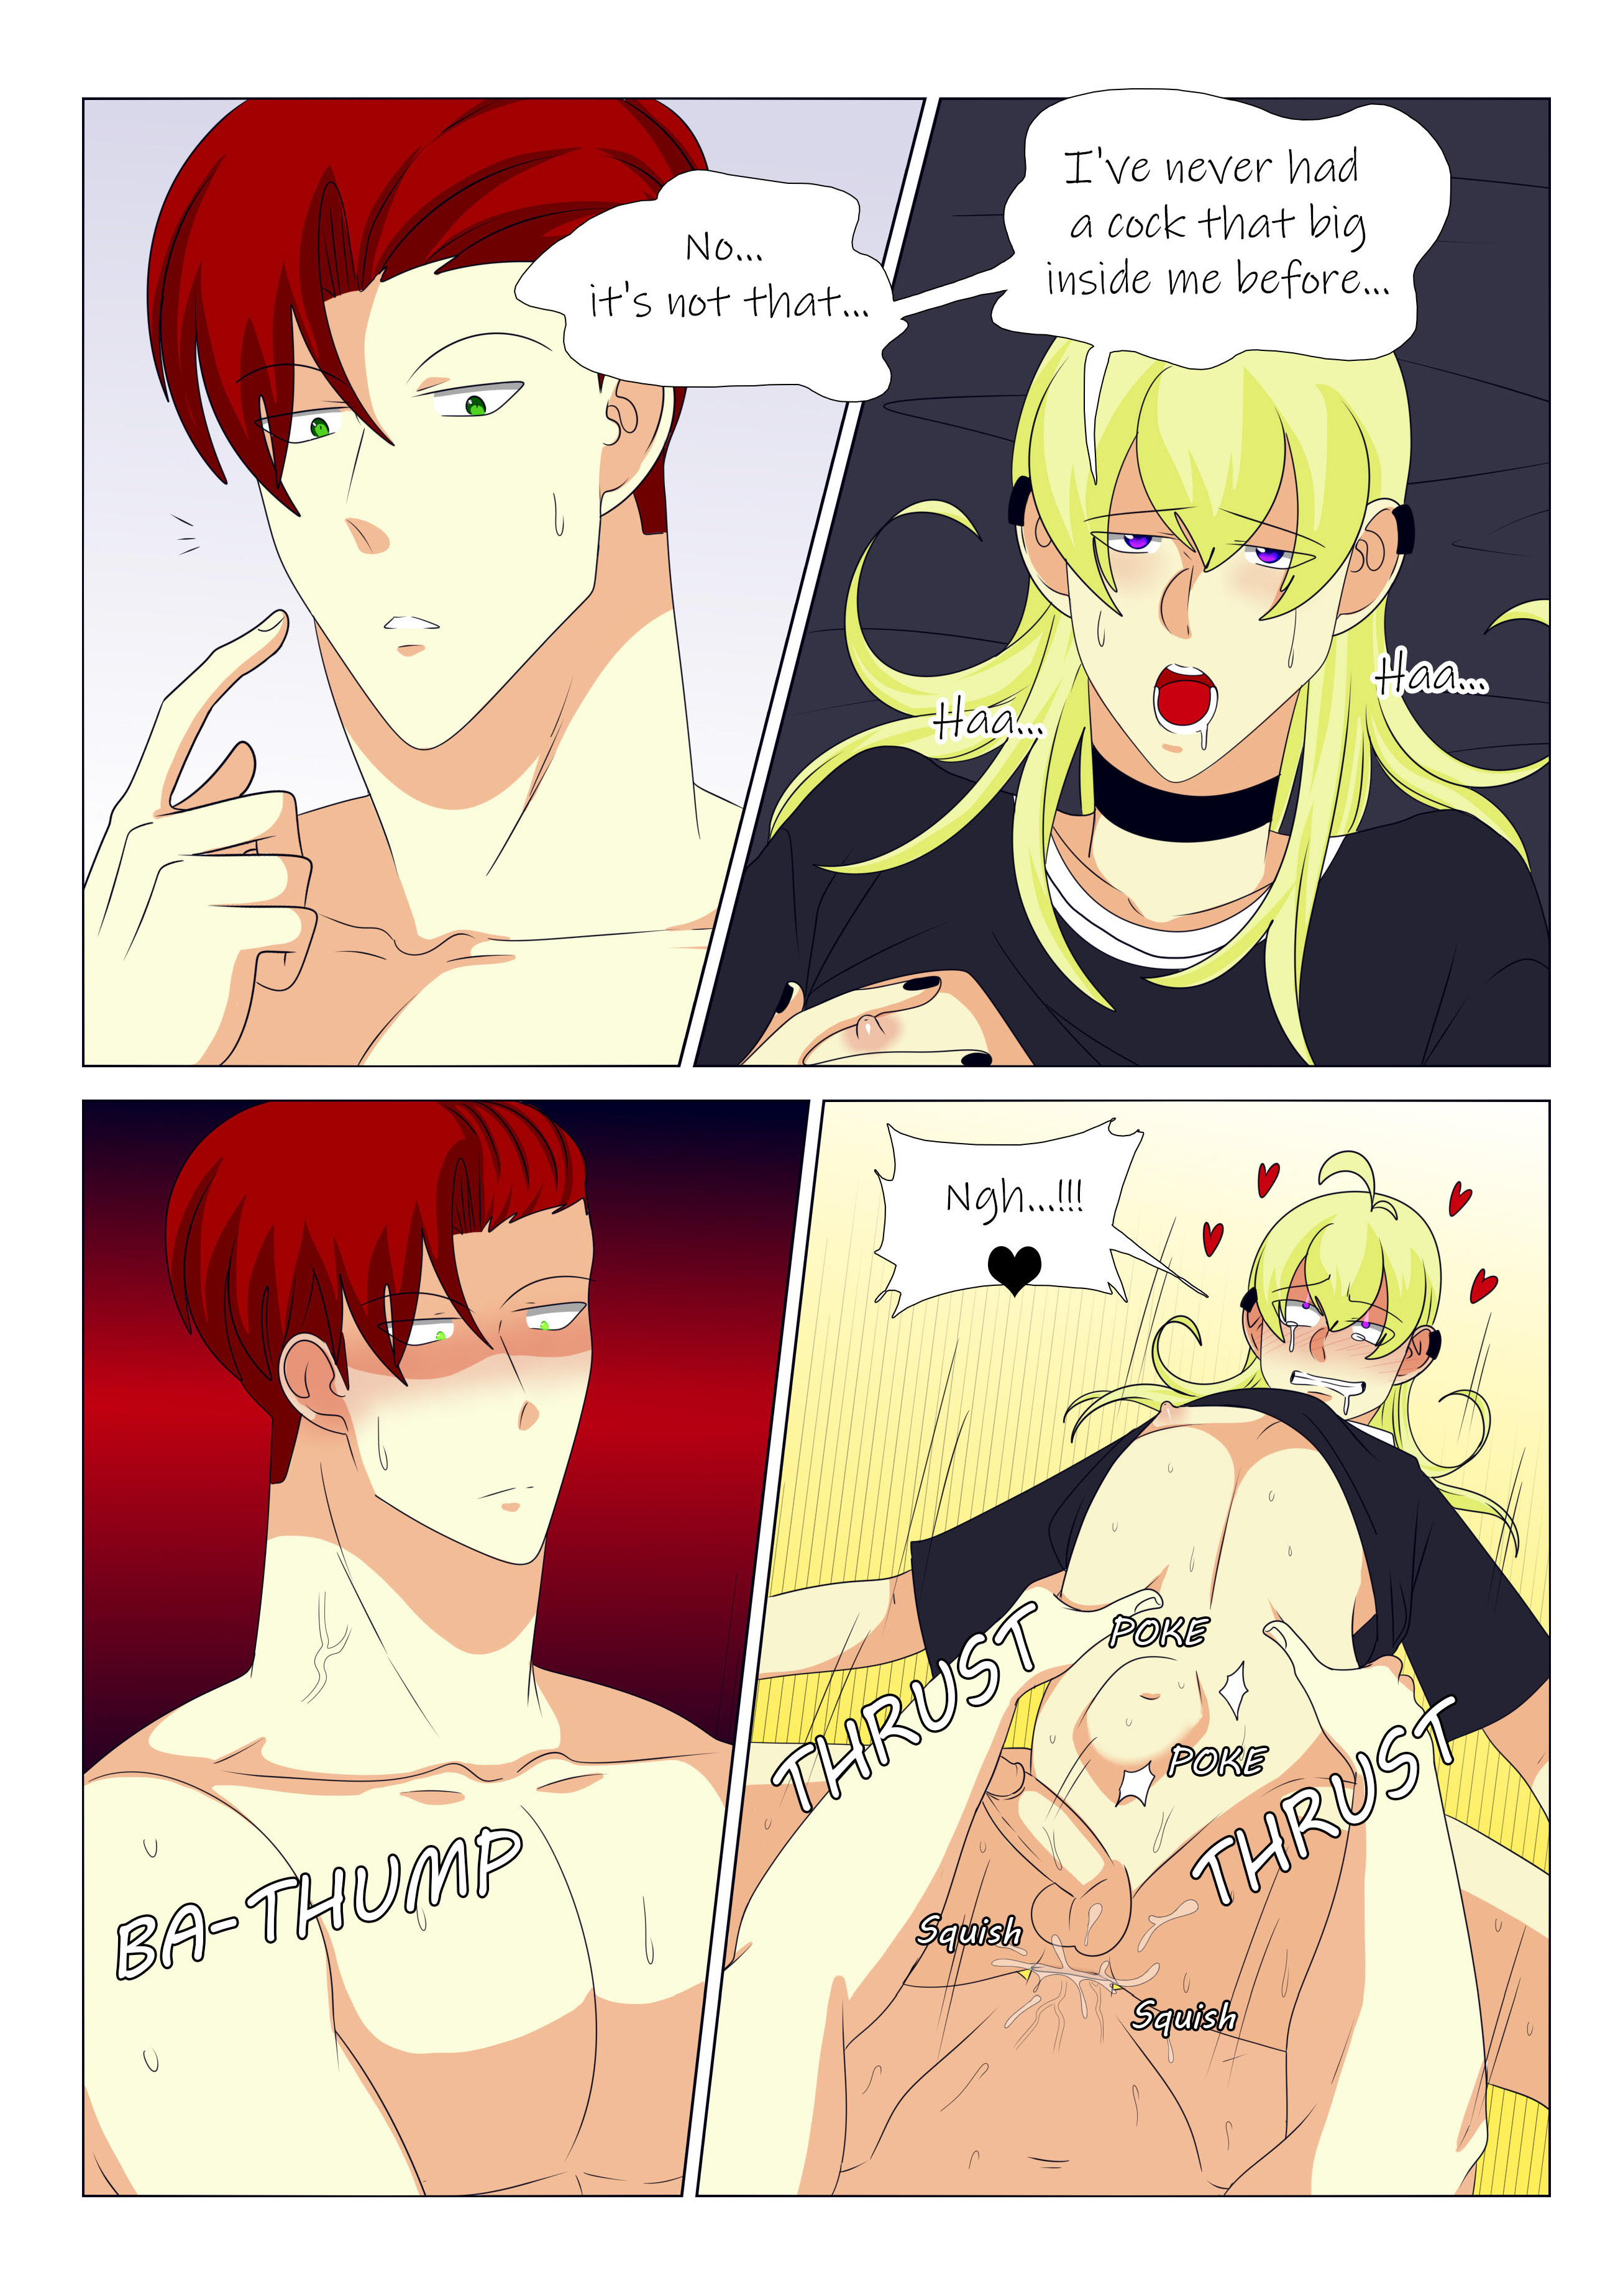 No...
it's not that...
I've never had
a cock that big
inside me before...
Haa...
Haa...
BA-THUMP
Ngh...!!!
POKE
THRUST
POKE
THRUST
Squish
Squish